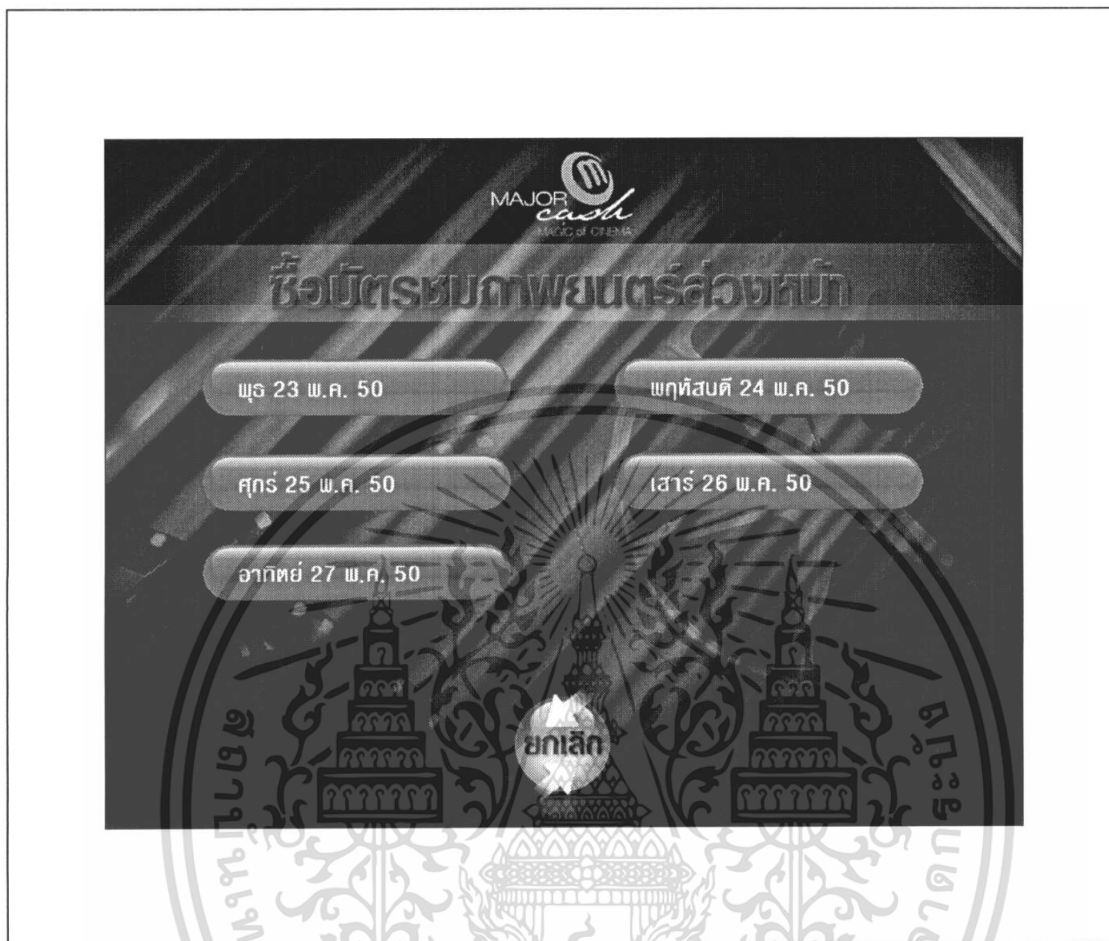 MAJOR
cash
MAGIC of CINEMA
ซื้อบัตรชมภาพยนตร์ล่วงหน้า
พุธ 23 พ.ค. 50
พฤหัสบดี 24 พ.ค. 50
ศุกร์ 25 พ.ค. 50
เสาร์ 26 พ.ค. 50
อาทิตย์ 27 พ.ค. 50
ยกเลิก